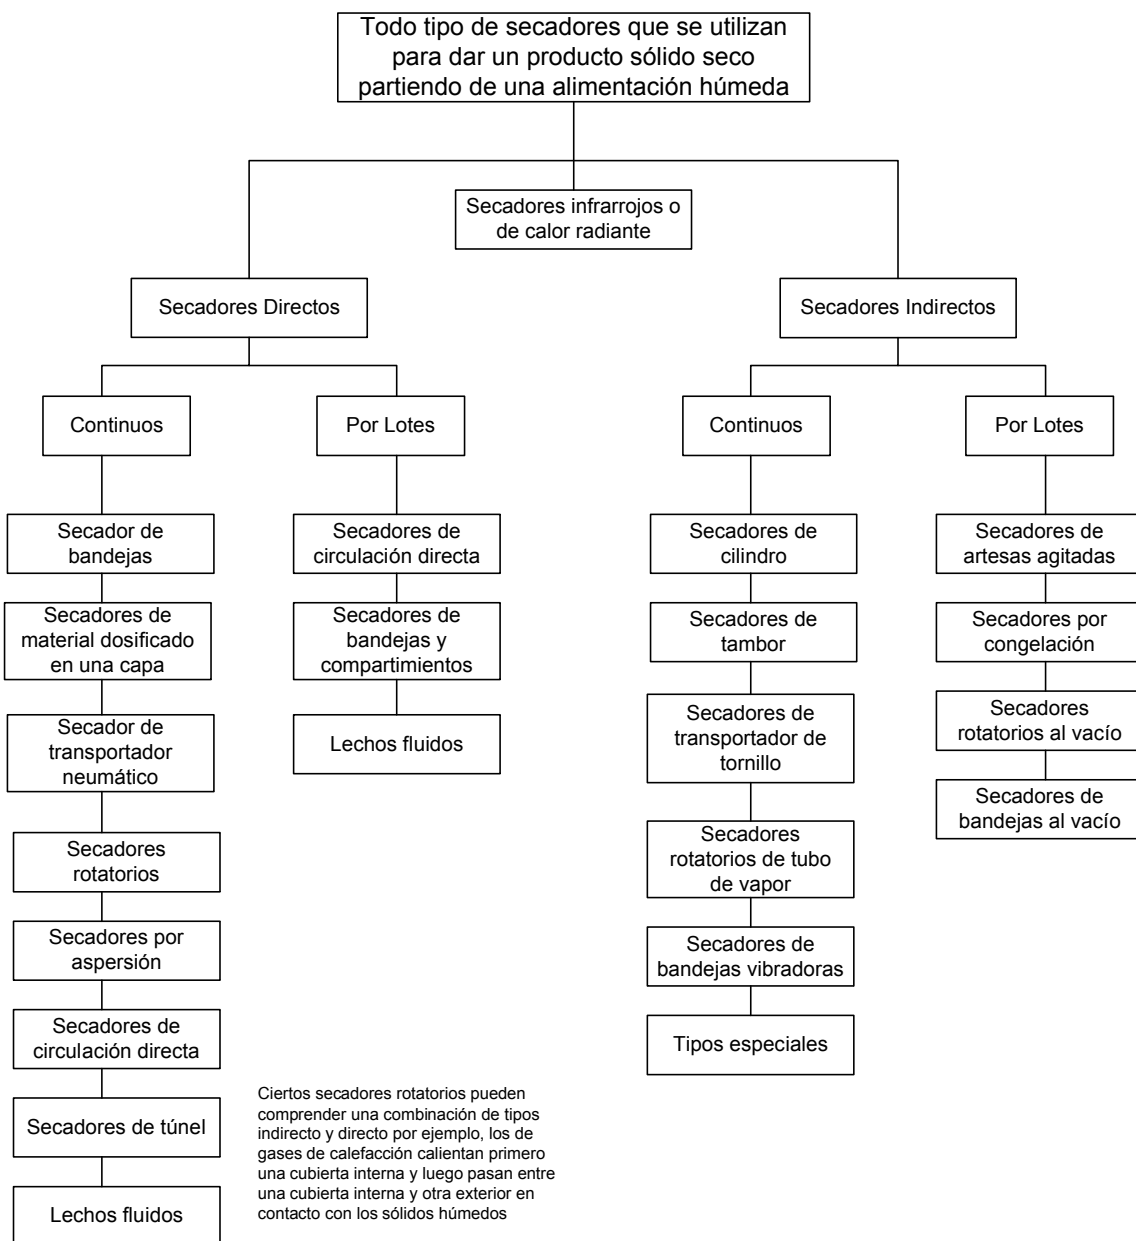 Todo tipo de secadores que se utilizan
para dar un producto sólido seco
partiendo de una alimentación húmeda
Secadores infrarrojos o
de calor radiante
Secadores Directos
Secadores Indirectos
Continuos
Por Lotes
Continuos
Por Lotes
Secador de
bandejas
Secadores de
material dosificado
en una capa
Secador de
transportador
neumático
Secadores
rotatorios
Secadores por
aspersión
Secadores de
circulación directa
Secadores de túnel
Lechos fluidos
Secadores de
circulación directa
Secadores de
bandejas y
compartimientos
Lechos fluidos
Secadores de
cilindro
Secadores de
tambor
Secadores de
transportador de
tornillo
Secadores
rotatorios de tubo
de vapor
Secadores de
bandejas vibradoras
Tipos especiales
Secadores de
artesas agitadas
Secadores por
congelación
Secadores
rotatorios al vacío
Secadores de
bandejas al vacío
Ciertos secadores rotatorios pueden
comprender una combinación de tipos
indirecto y directo por ejemplo, los de
gases de calefacción calientan primero
una cubierta interna y luego pasan entre
una cubierta interna y otra exterior en
contacto con los sólidos húmedos